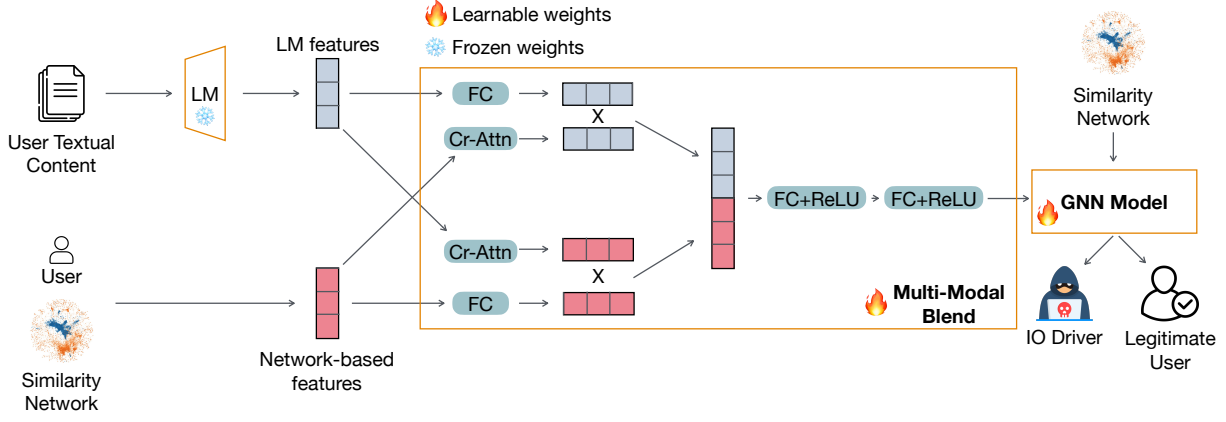 Learnable weights
Frozen weights
LM features
User Textual
Content
LM
FC
X
Cr-Attn
Similarity
Network
FC+ReLU
FC+ReLU
GNN Model
User
Cr-Attn
X
FC
Multi-Modal
Blend
IO Driver
Legitimate
User
Network-based
features
Similarity
Network